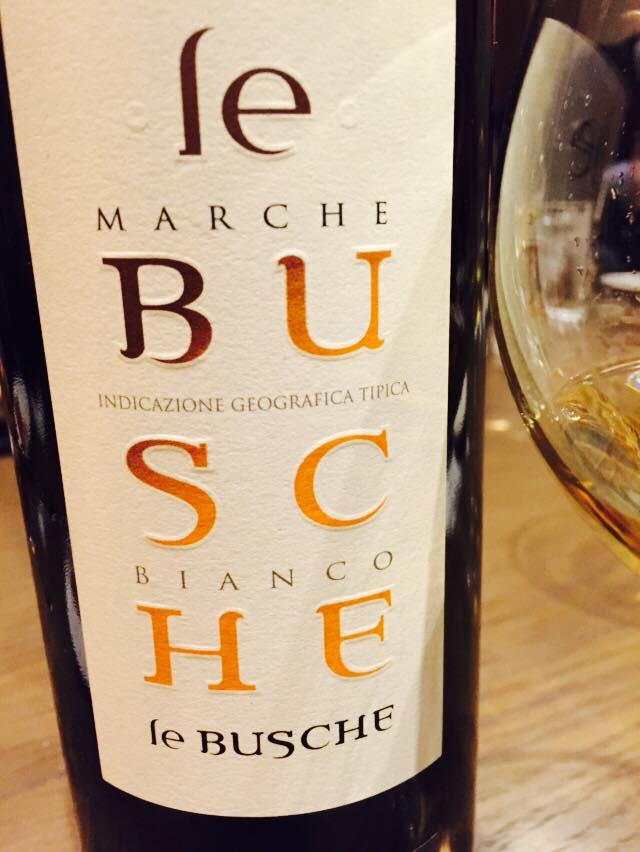 le
MARCHE
BU
INDICAZIONE GEOGRAFICA TIPICA
SC
BIANCO
HE
le BUSCHE